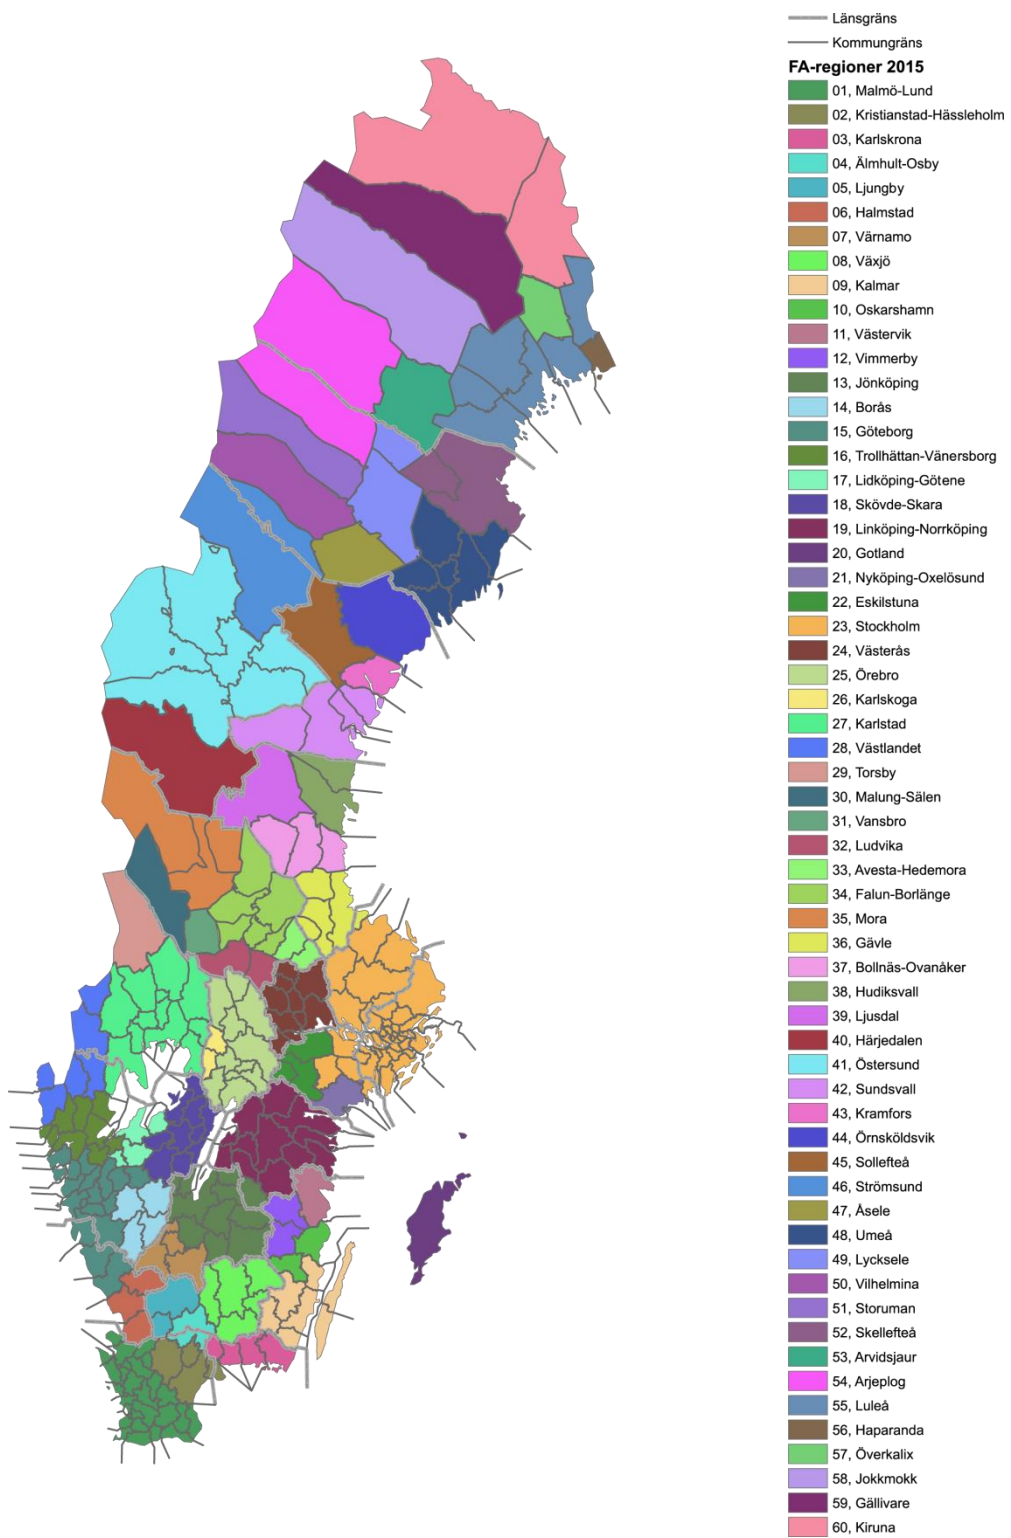 Länsgräns
Kommungräns
FA-regioner 2015
01, Malmö-Lund
02, Kristianstad-Hässleholm
03, Karlskrona
04, Älmhult-Osby
05, Ljungby
06, Halmstad
07, Värnamo
08, Växjö
09, Kalmar
10, Oskarshamn
11, Västervik
12, Vimmerby
13, Jönköping
14, Borås
15, Göteborg
16, Trollhättan-Vänersborg
17, Lidköping-Götene
18, Skövde-Skara
19, Linköping-Norrköping
20, Gotland
21, Nyköping-Oxelösund
22, Eskilstuna
23, Stockholm
24, Västerås
25, Örebro
26, Karlskoga
27, Karlstad
28, Västlandet
29, Torsby
30, Malung-Sälen
31, Vansbro
32, Ludvika
33, Avesta-Hedemora
34, Falun-Borlänge
35, Mora
36, Gävle
37, Bollnäs-Ovanåker
38, Hudiksvall
39, Ljusdal
40, Härjedalen
41, Östersund
42, Sundsvall
43, Kramfors
44, Örnsköldsvik
45, Sollefteå
46, Strömsund
47, Åsele
48, Umeå
49, Lycksele
50, Vilhelmina
51, Storuman
52, Skellefteå
53, Arvidsjaur
54, Arjeplog
55, Luleå
56, Haparanda
57, Överkalix
58, Jokkmokk
59, Gällivare
60, Kiruna